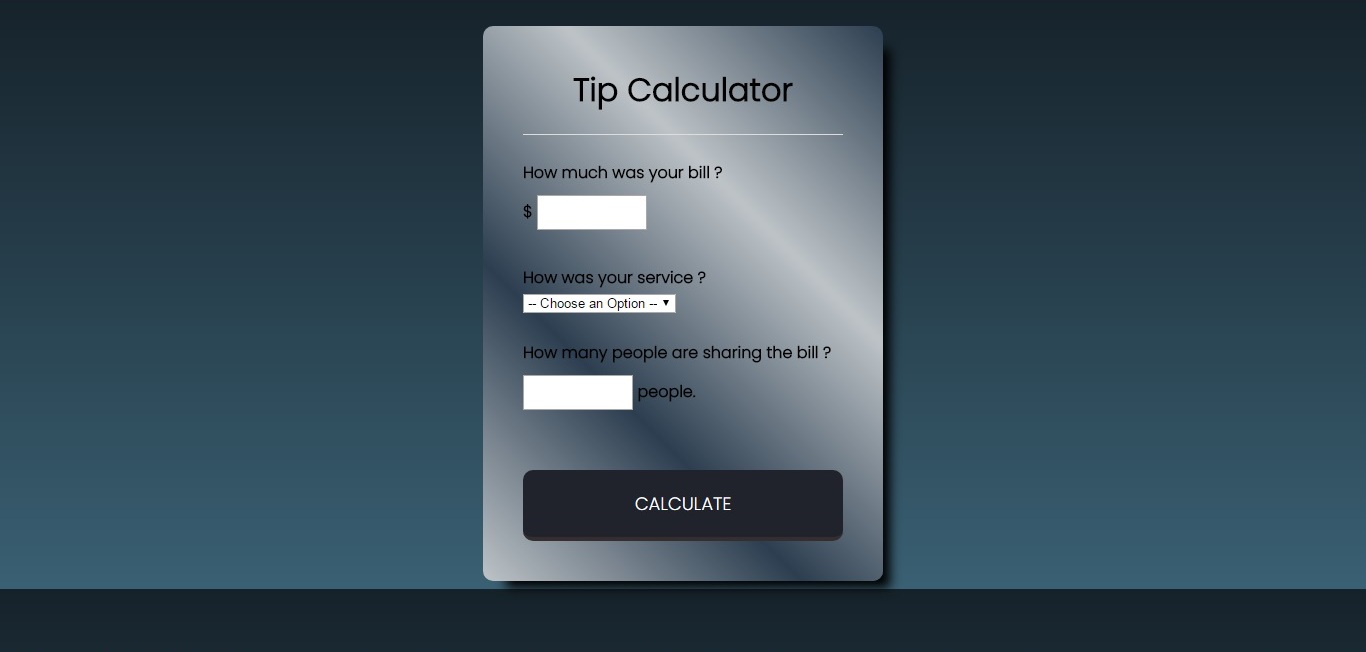 Tip Calculator
How much was your bill ?
$
How was your service ?
-- Choose an Option --
How many people are sharing the bill ?
people.
CALCULATE